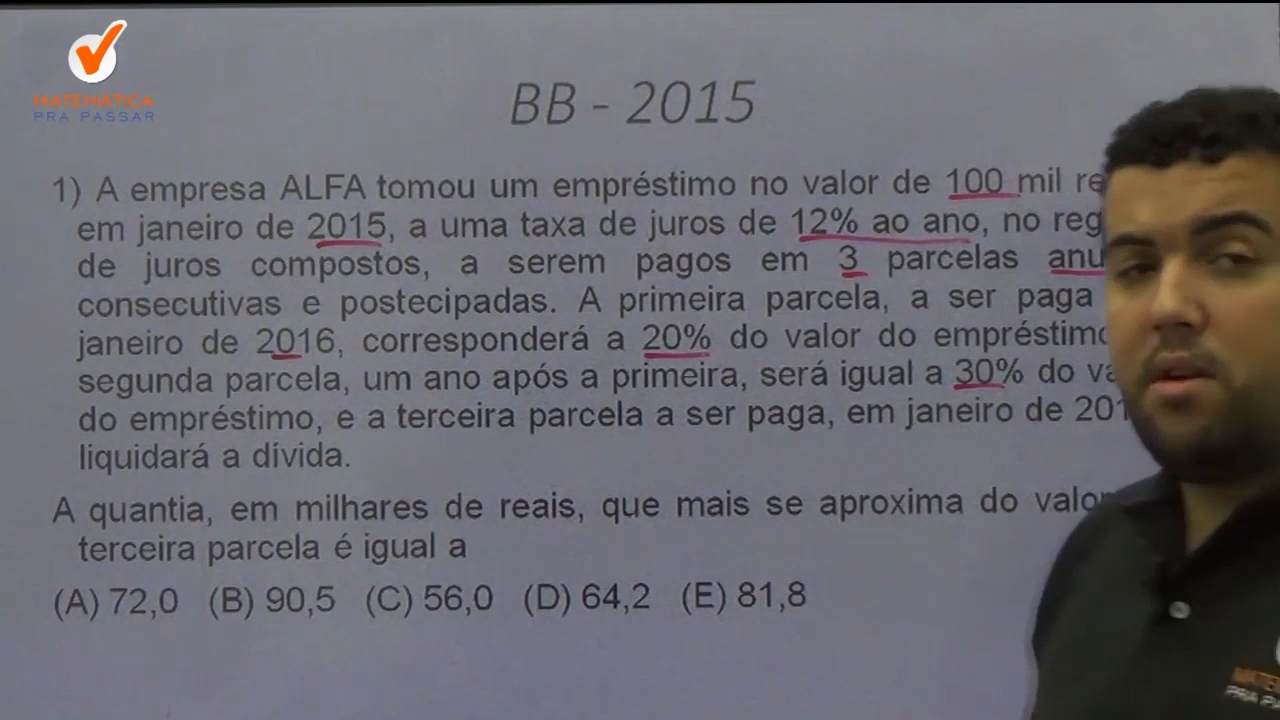 MATEMÁTICA
PRA PASSAR
BB - 2015
1) A empresa ALFA tomou um empréstimo no valor de 100 mil
em janeiro de 2015, a uma taxa de juros de 12% ao ano, no
de juros compostos, a serem pagos em 3 parcelas
consecutivas e postecipadas. A primeira parcela, a ser paga
janeiro de 2016, corresponderá a 20% do valor do
segunda parcela, um ano após a primeira, será igual a 30% do
do empréstimo, e a terceira parcela a ser paga, em janeiro de
liquidará a dívida.
A quantia, em milhares de reais, que mais se aproxima do
terceira parcela é igual a
(A) 72,0 (B) 90,5 (C) 56,0 (D) 64,2 (E) 81,8